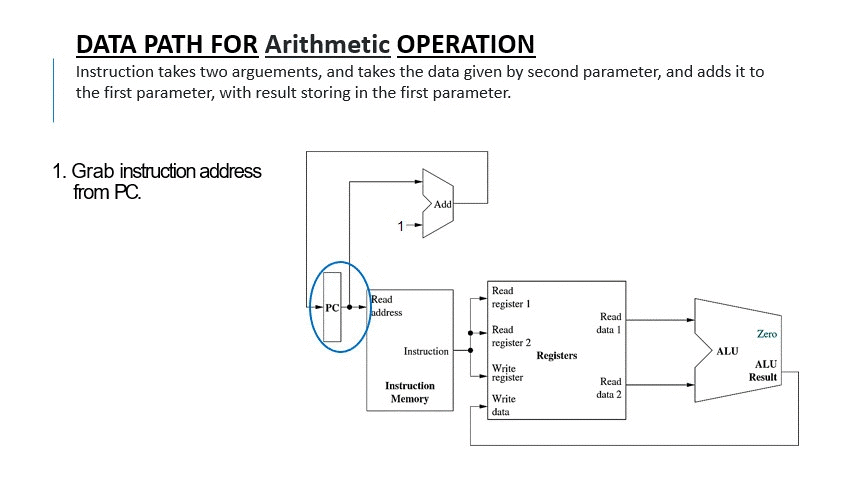 DATA PATH FOR Arithmetic OPERATION
Instruction takes two arguements, and takes the data given by second parameter, and adds it to
the first parameter, with result storing in the first parameter.
1. Grab instruction address
from PC.
Add
1
PC
Read
address
Instruction
Instruction
Memory
Read
register 1
Read
register 2
Registers
Write
register
Write
data
Read
data 1
Read
data 2
Zero
ALU
ALU
Result